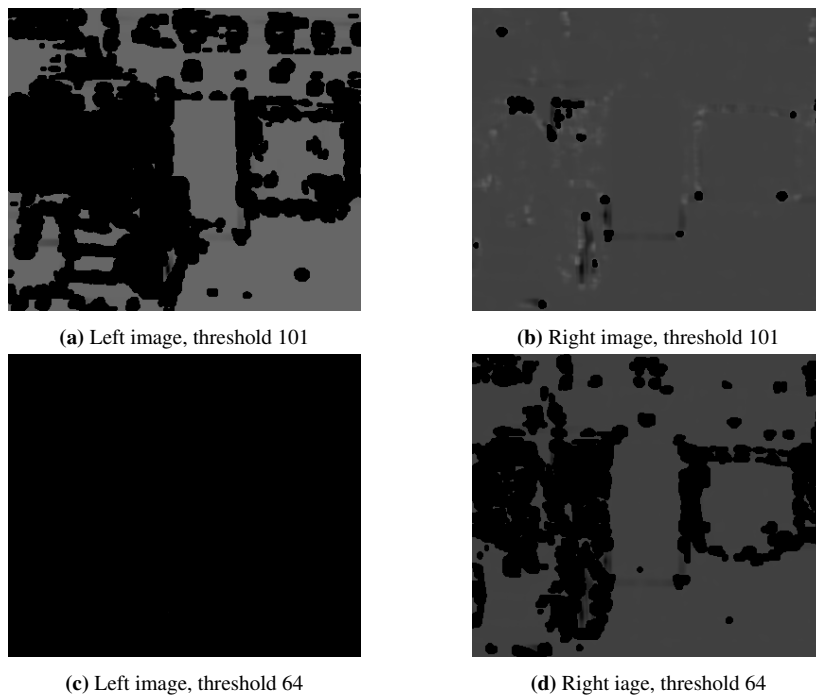 (a) Left image, threshold 101
(b) Right image, threshold 101
(c) Left image, threshold 64
(d) Right iage, threshold 64